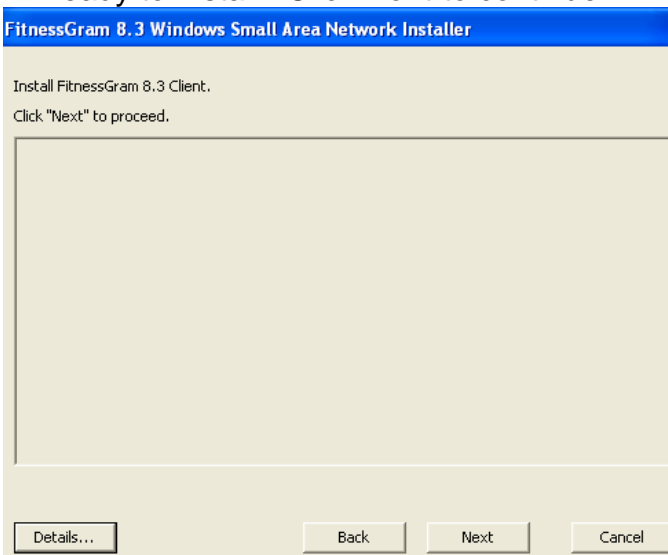 FitnessGram 8.3 Windows Small Area Network Installer
Install FitnessGram 8.3 Client.
Click "Next" to proceed.
Details...
Back
Next
Cancel